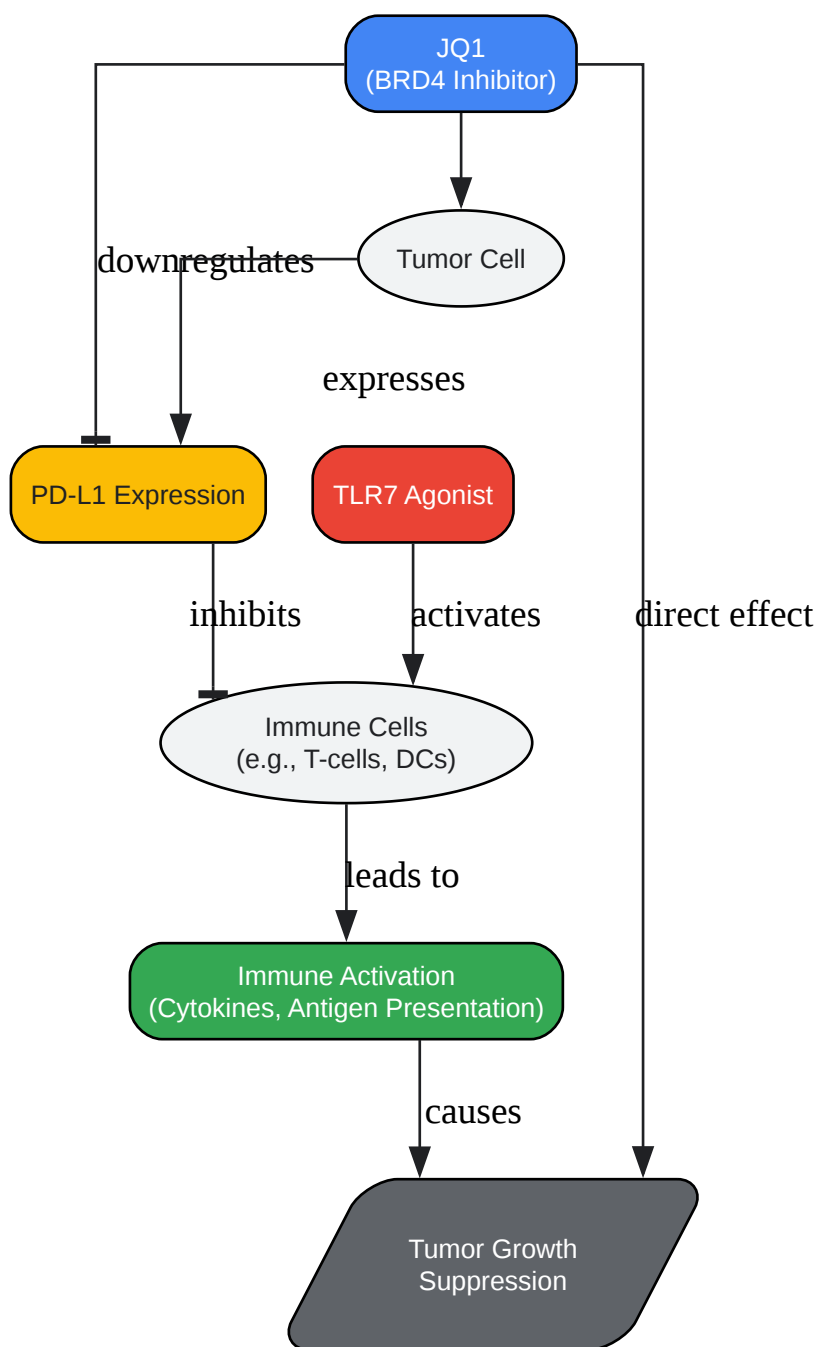 JQ1
(BRD4 Inhibitor)
Tumor Cell
downregulates
expresses
PD-L1 Expression
TLR7 Agonist
inhibits
activates
direct effect
Immune Cells
(e.g., T-cells, DCs)
leads to
Immune Activation
(Cytokines, Antigen Presentation)
causes
Tumor Growth
Suppression